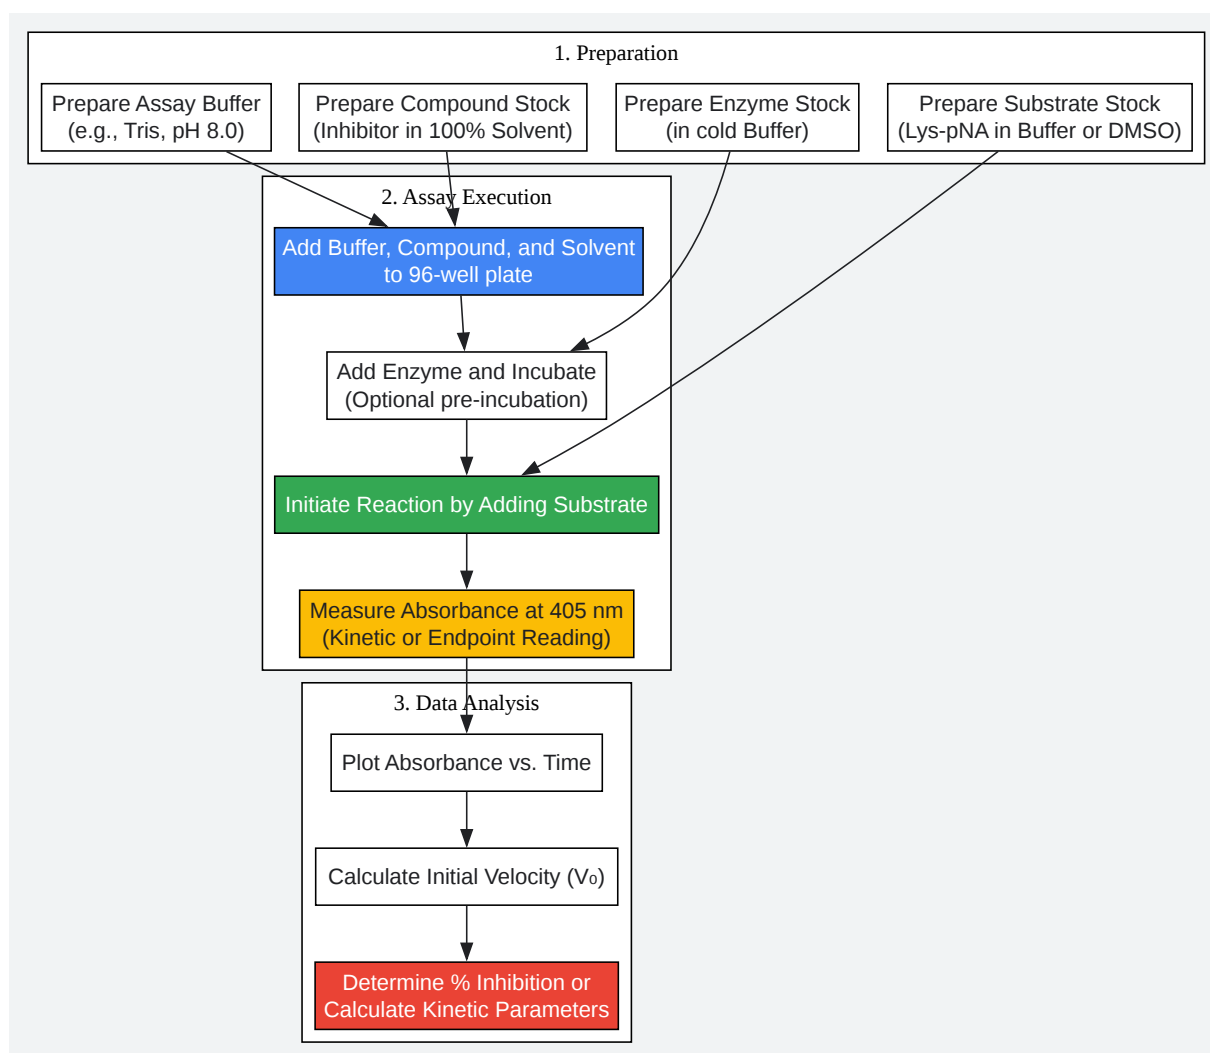 1. Preparation
Prepare Assay Buffer
(e.g., Tris, pH 8.0)
Prepare Compound Stock
(Inhibitor in 100% Solvent)
Prepare Enzyme Stock
(in cold Buffer)
Prepare Substrate Stock
(Lys-pNA in Buffer or DMSO)
2. Assay Execution
Add Buffer, Compound, and Solvent
to 96-well plate
Add Enzyme and Incubate
(Optional pre-incubation)
Initiate Reaction by Adding Substrate
Measure Absorbance at 405 nm
(Kinetic or Endpoint Reading)
3. Data Analysis
Plot Absorbance vs. Time
Calculate Initial Velocity (V₀)
Determine % Inhibition or
Calculate Kinetic Parameters